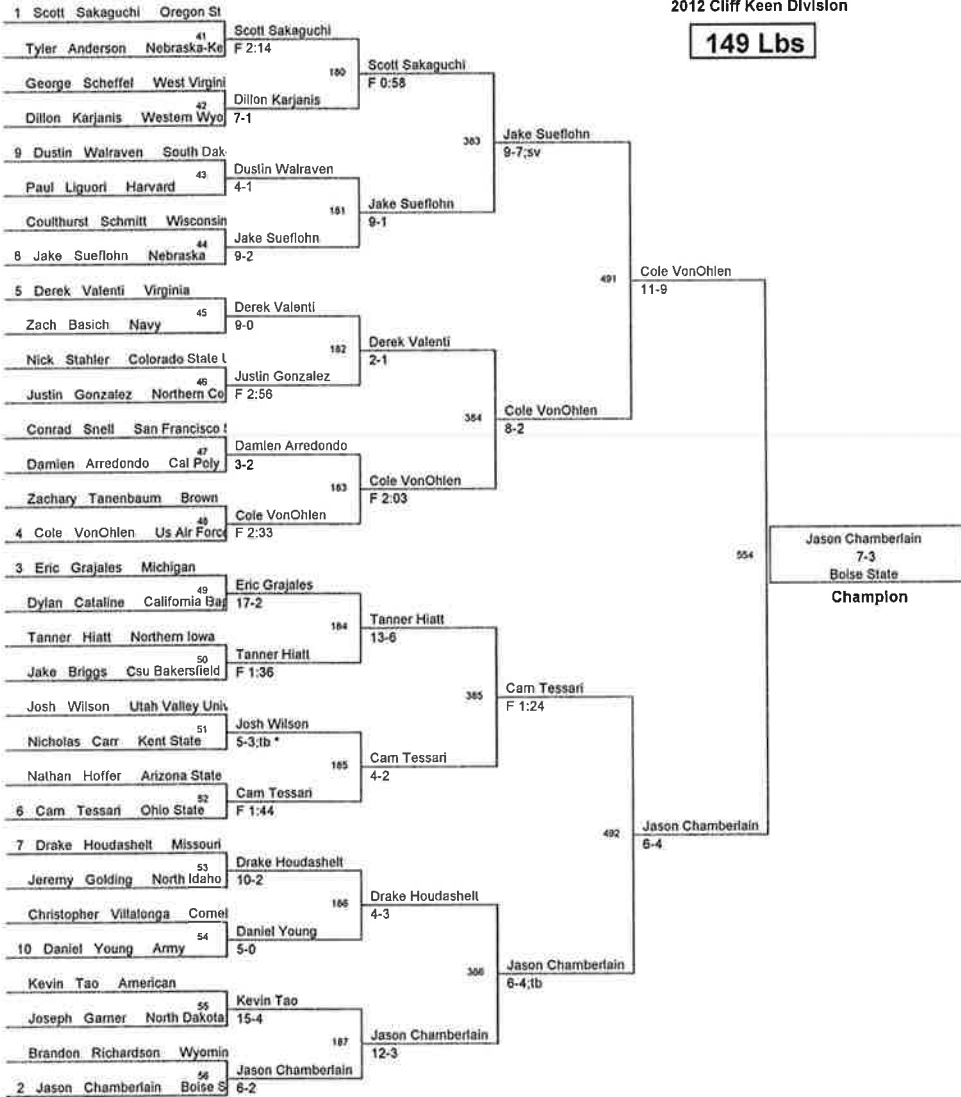 2012 Cliff Keen Division
149 Lbs
1 Scott Sakaguchi Oregon St
41
Tyler Anderson Nebraska-Ke
George Scheffel West Virgini
42
Dillon Karjanis Western Wyo
9 Dustin Walraven South Dak
43
Paul Liguori Harvard
Coulthurst Schmitt Wisconsin
44
8 Jake Sueflohn Nebraska
5 Derek Valenti Virginia
45
Zach Basich Navy
Nick Stahler Colorado State U
46
Justin Gonzalez Northern Co
Conrad Snell San Francisco S
47
Damien Arredondo Cal Poly
Zachary Tanenbaum Brown
48
4 Cole VonOhlen Us Air Force
3 Eric Grajales Michigan
49
Dylan Cataline California Bap
Tanner Hiatt Northern Iowa
50
Jake Briggs Csu Bakersfield
Josh Wilson Utah Valley Univ
51
Nicholas Carr Kent State
Nathan Hoffer Arizona State
52
6 Cam Tessari Ohio State
7 Drake Houdashelt Missouri
53
Jeremy Golding North Idaho
Christopher Villalonga Cornel
54
10 Daniel Young Army
Kevin Tao American
55
Joseph Garner North Dakota
Brandon Richardson Wyomin
56
2 Jason Chamberlain Boise S
Scott Sakaguchi
F 2:14
180
Dillon Karjanis
7-1
Dustin Walraven
4-1
181
Jake Sueflohn
9-2
Derek Valenti
9-0
182
Justin Gonzalez
F 2:56
Damien Arredondo
3-2
183
Cole VonOhlen
F 2:33
Eric Grajales
17-2
184
Tanner Hiatt
F 1:36
Josh Wilson
5-3;tb *
185
Cam Tessari
F 1:44
Drake Houdashelt
10-2
186
Daniel Young
5-0
Kevin Tao
15-4
187
Jason Chamberlain
6-2
Scott Sakaguchi
F 0:58
383
Jake Sueflohn
9-1
Derek Valenti
2-1
384
Cole VonOhlen
F 2:03
Tanner Hiatt
13-6
385
Cam Tessari
4-2
Drake Houdashelt
4-3
386
Jason Chamberlain
12-3
Jake Sueflohn
9-7;sv
491
Cole VonOhlen
8-2
Cam Tessari
F 1:24
492
Jason Chamberlain
6-4;tb
Cole VonOhlen
11-9
554
Jason Chamberlain
6-4
Jason Chamberlain
7-3
Boise State
Champion